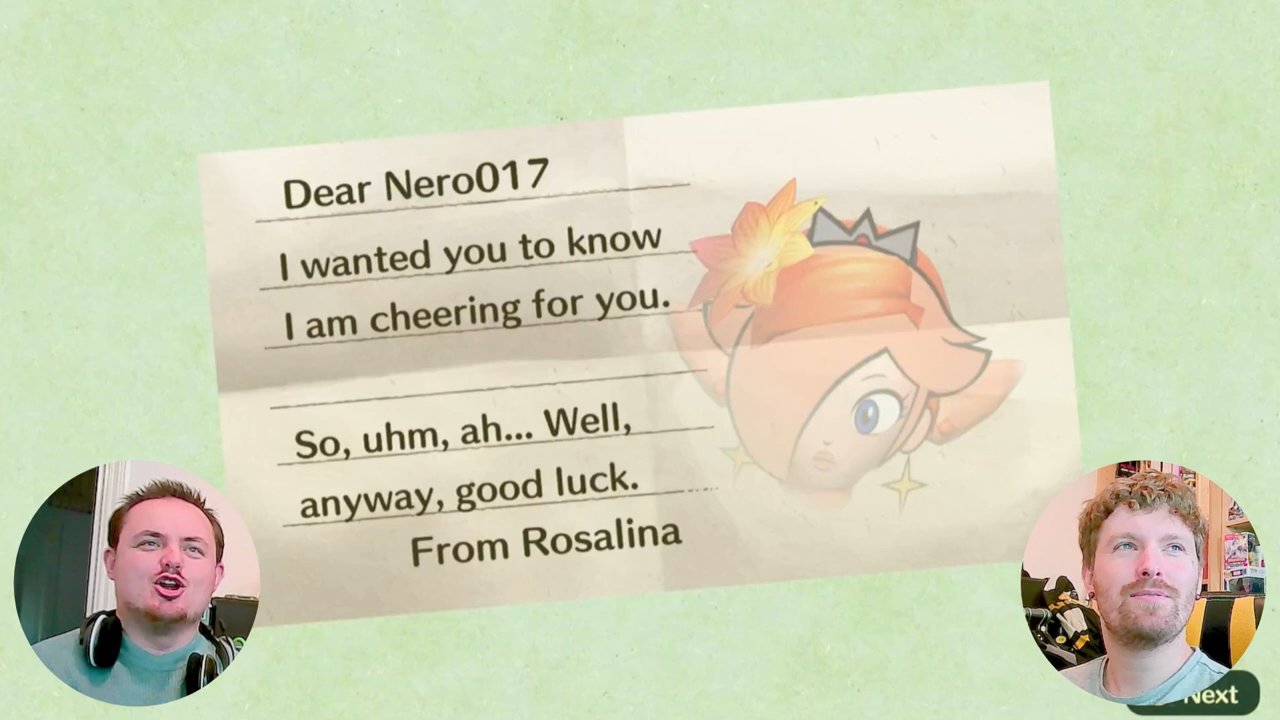 Dear Nero017
I wanted you to know
I am cheering for you.
So, uhm, ah... Well,
anyway, good luck.
From Rosalina
Next